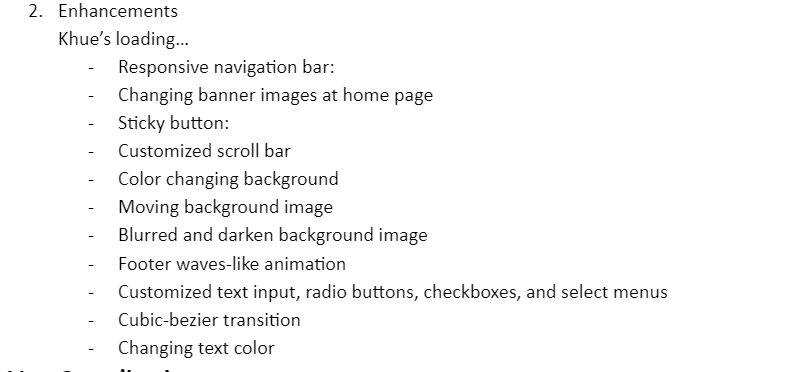 2. Enhancements
Khue's loading...
- Responsive navigation bar:
- Changing banner images at home page
- Sticky button:
- Customized scroll bar
- Color changing background
- Moving background image
- Blurred and darken background image
- Footer waves-like animation
- Customized text input, radio buttons, checkboxes, and select menus
- Cubic-bezier transition
- Changing text color